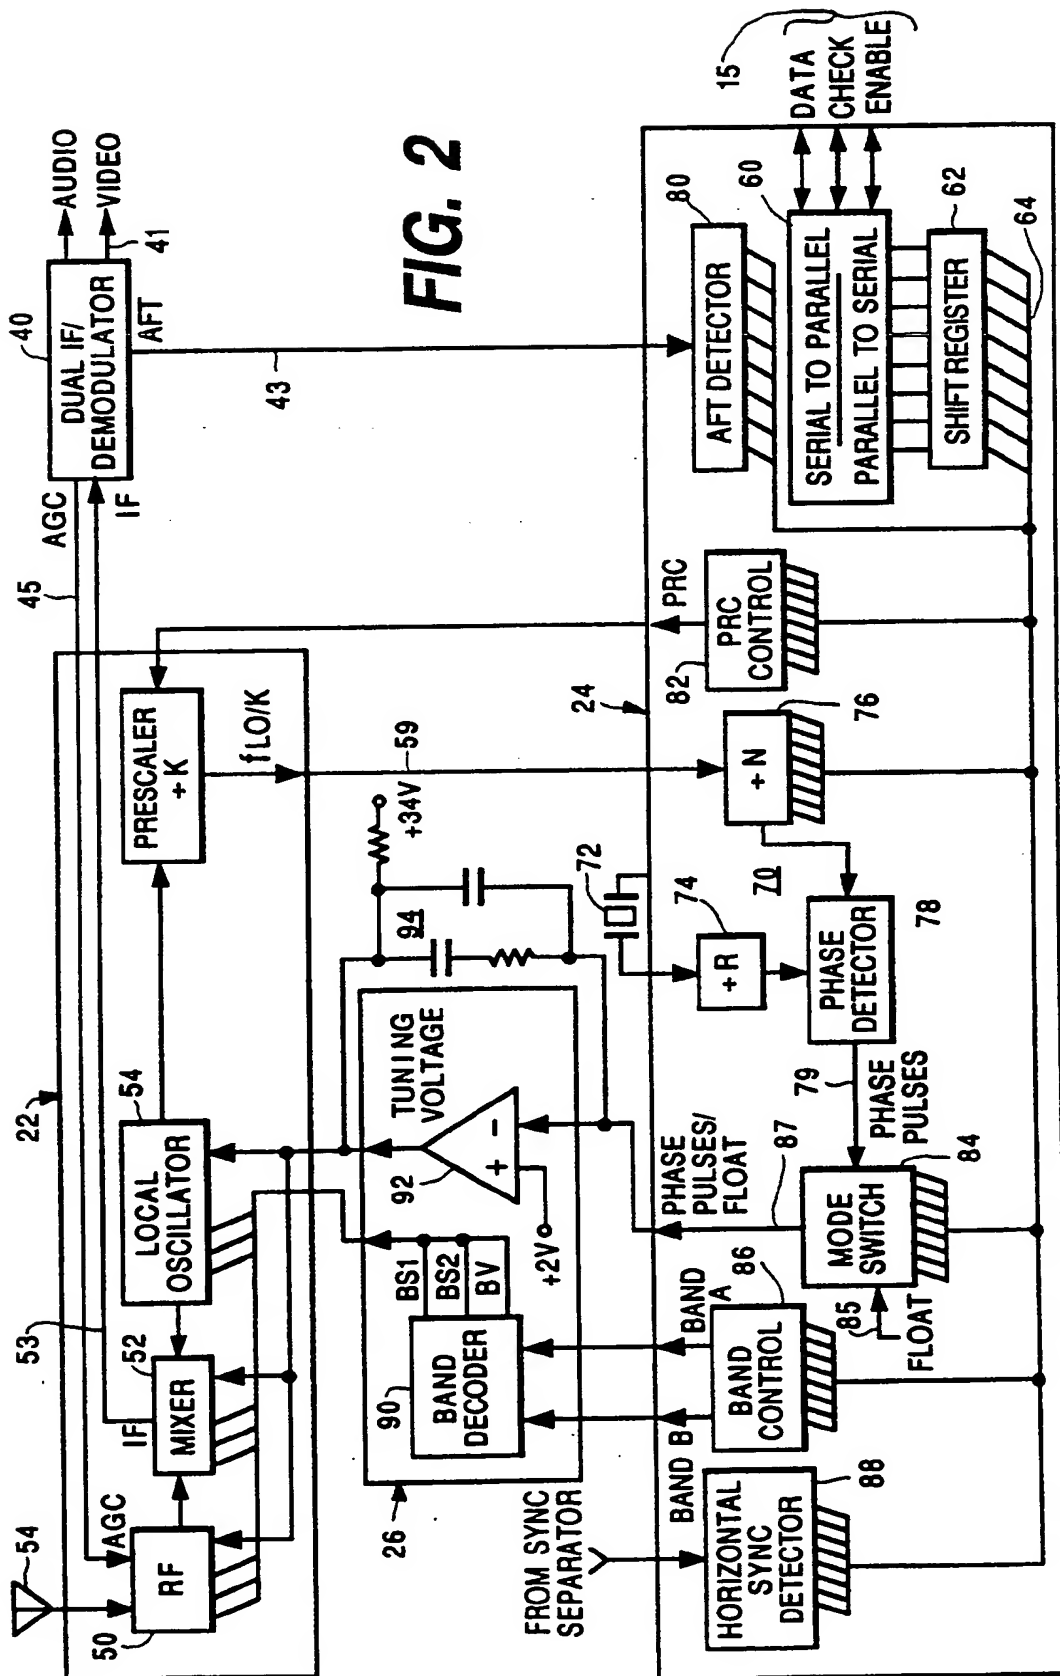 FIG. 2
54
50
RF
AGC
IF
53
52
MIXER
22
54
LOCAL
OSCILLATOR
PRESCALER
+K
fLO/K
45
AGC
IF
40
DUAL IF/
DEMODULATOR
AUDIO
VIDEO
41
AFT
43
26
90
BAND
DECODER
BS1
BS2
BV
+2V
92
+
-
TUNING
VOLTAGE
94
+34V
59
72
24
FROM SYNC
SEPARATOR
HORIZONTAL
SYNC
DETECTOR
88
BAND B
BAND
A
BAND
CONTROL
86
PHASE
PULSES/
FLOAT
87
MODE
SWITCH
84
85
FLOAT
79
PHASE
PULSES
PHASE
DETECTOR
78
74
+R
70
+N
76
82
PRC
CONTROL
PRC
AFT DETECTOR
80
SERIAL TO PARALLEL
PARALLEL TO SERIAL
60
SHIFT REGISTER
62
64
15
DATA
CHECK
ENABLE